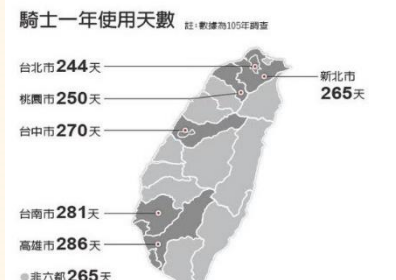 騎士一年使用天數 註:數據為105年調查
台北市244天
新北市
265天
桃園市250天
台中市270天
台南市281天
高雄市286天
非六都265天